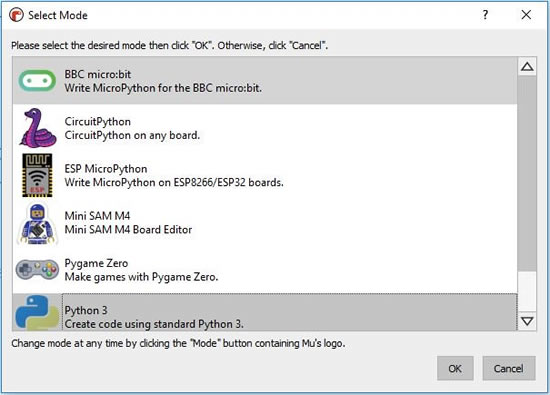 Select Mode
Please select the desired mode then click "OK". Otherwise, click "Cancel".
BBC micro:bit
Write MicroPython for the BBC micro:bit.
CircuitPython
CircuitPython on any board.
ESP MicroPython
Write MicroPython on ESP8266/ESP32 boards.
ESP
Mini SAM M4
Mini SAM M4 Board Editor
Pygame Zero
Make games with Pygame Zero.
Python 3
Create code using standard Python 3.
Change mode at any time by clicking the "Mode" button containing Mu's logo.
OK
Cancel